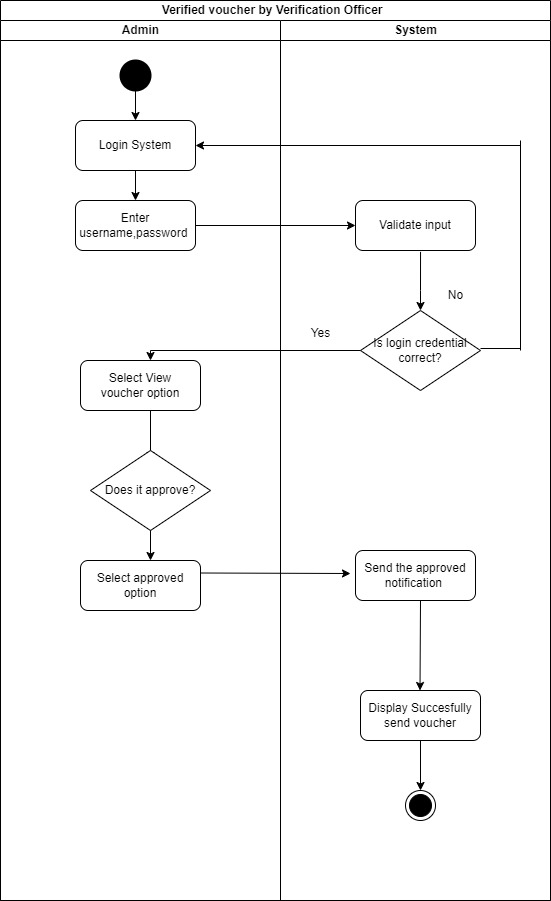 Verified voucher by Verification Officer
Admin
System
Login System
Enter
username,password
Validate input
No
Yes
Is login credential
correct?
Select View
voucher option
Does it approve?
Select approved
option
Send the approved
notification
Display Succesfully
send voucher